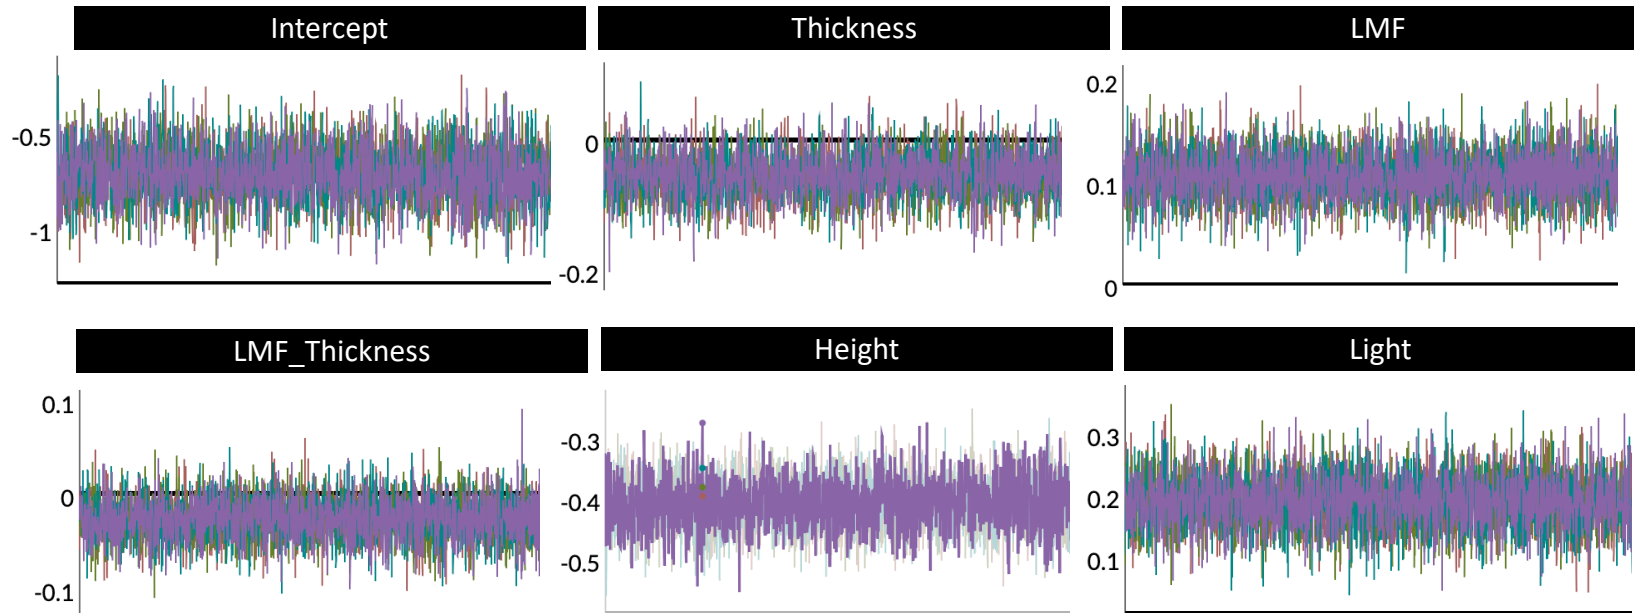 Intercept
Thickness
LMF
-0.5
-1
0
-0.2
0.2
0.1
0
LMF_Thickness
Height
Light
0.1
0
-0.1
-0.3
-0.4
-0.5
0.3
0.2
0.1